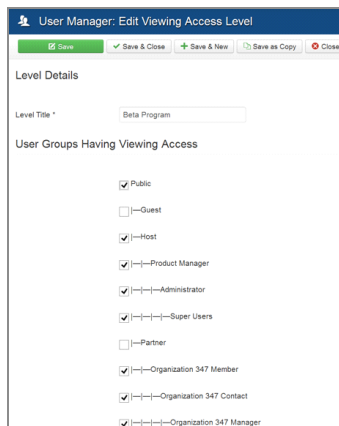 User Manager: Edit Viewing Access Level
Save Save & Close Save & New Save as Copy Close
Level Details
Level Title * Beta Program
User Groups Having Viewing Access
Public
|—Guest
|—Host
|—|—Product Manager
|—|—|—Administrator
|—|—|—|—Super Users
|—Partner
|—|—Organization 347 Member
|—|—|—Organization 347 Contact
|—|—|—|—Organization 347 Manager